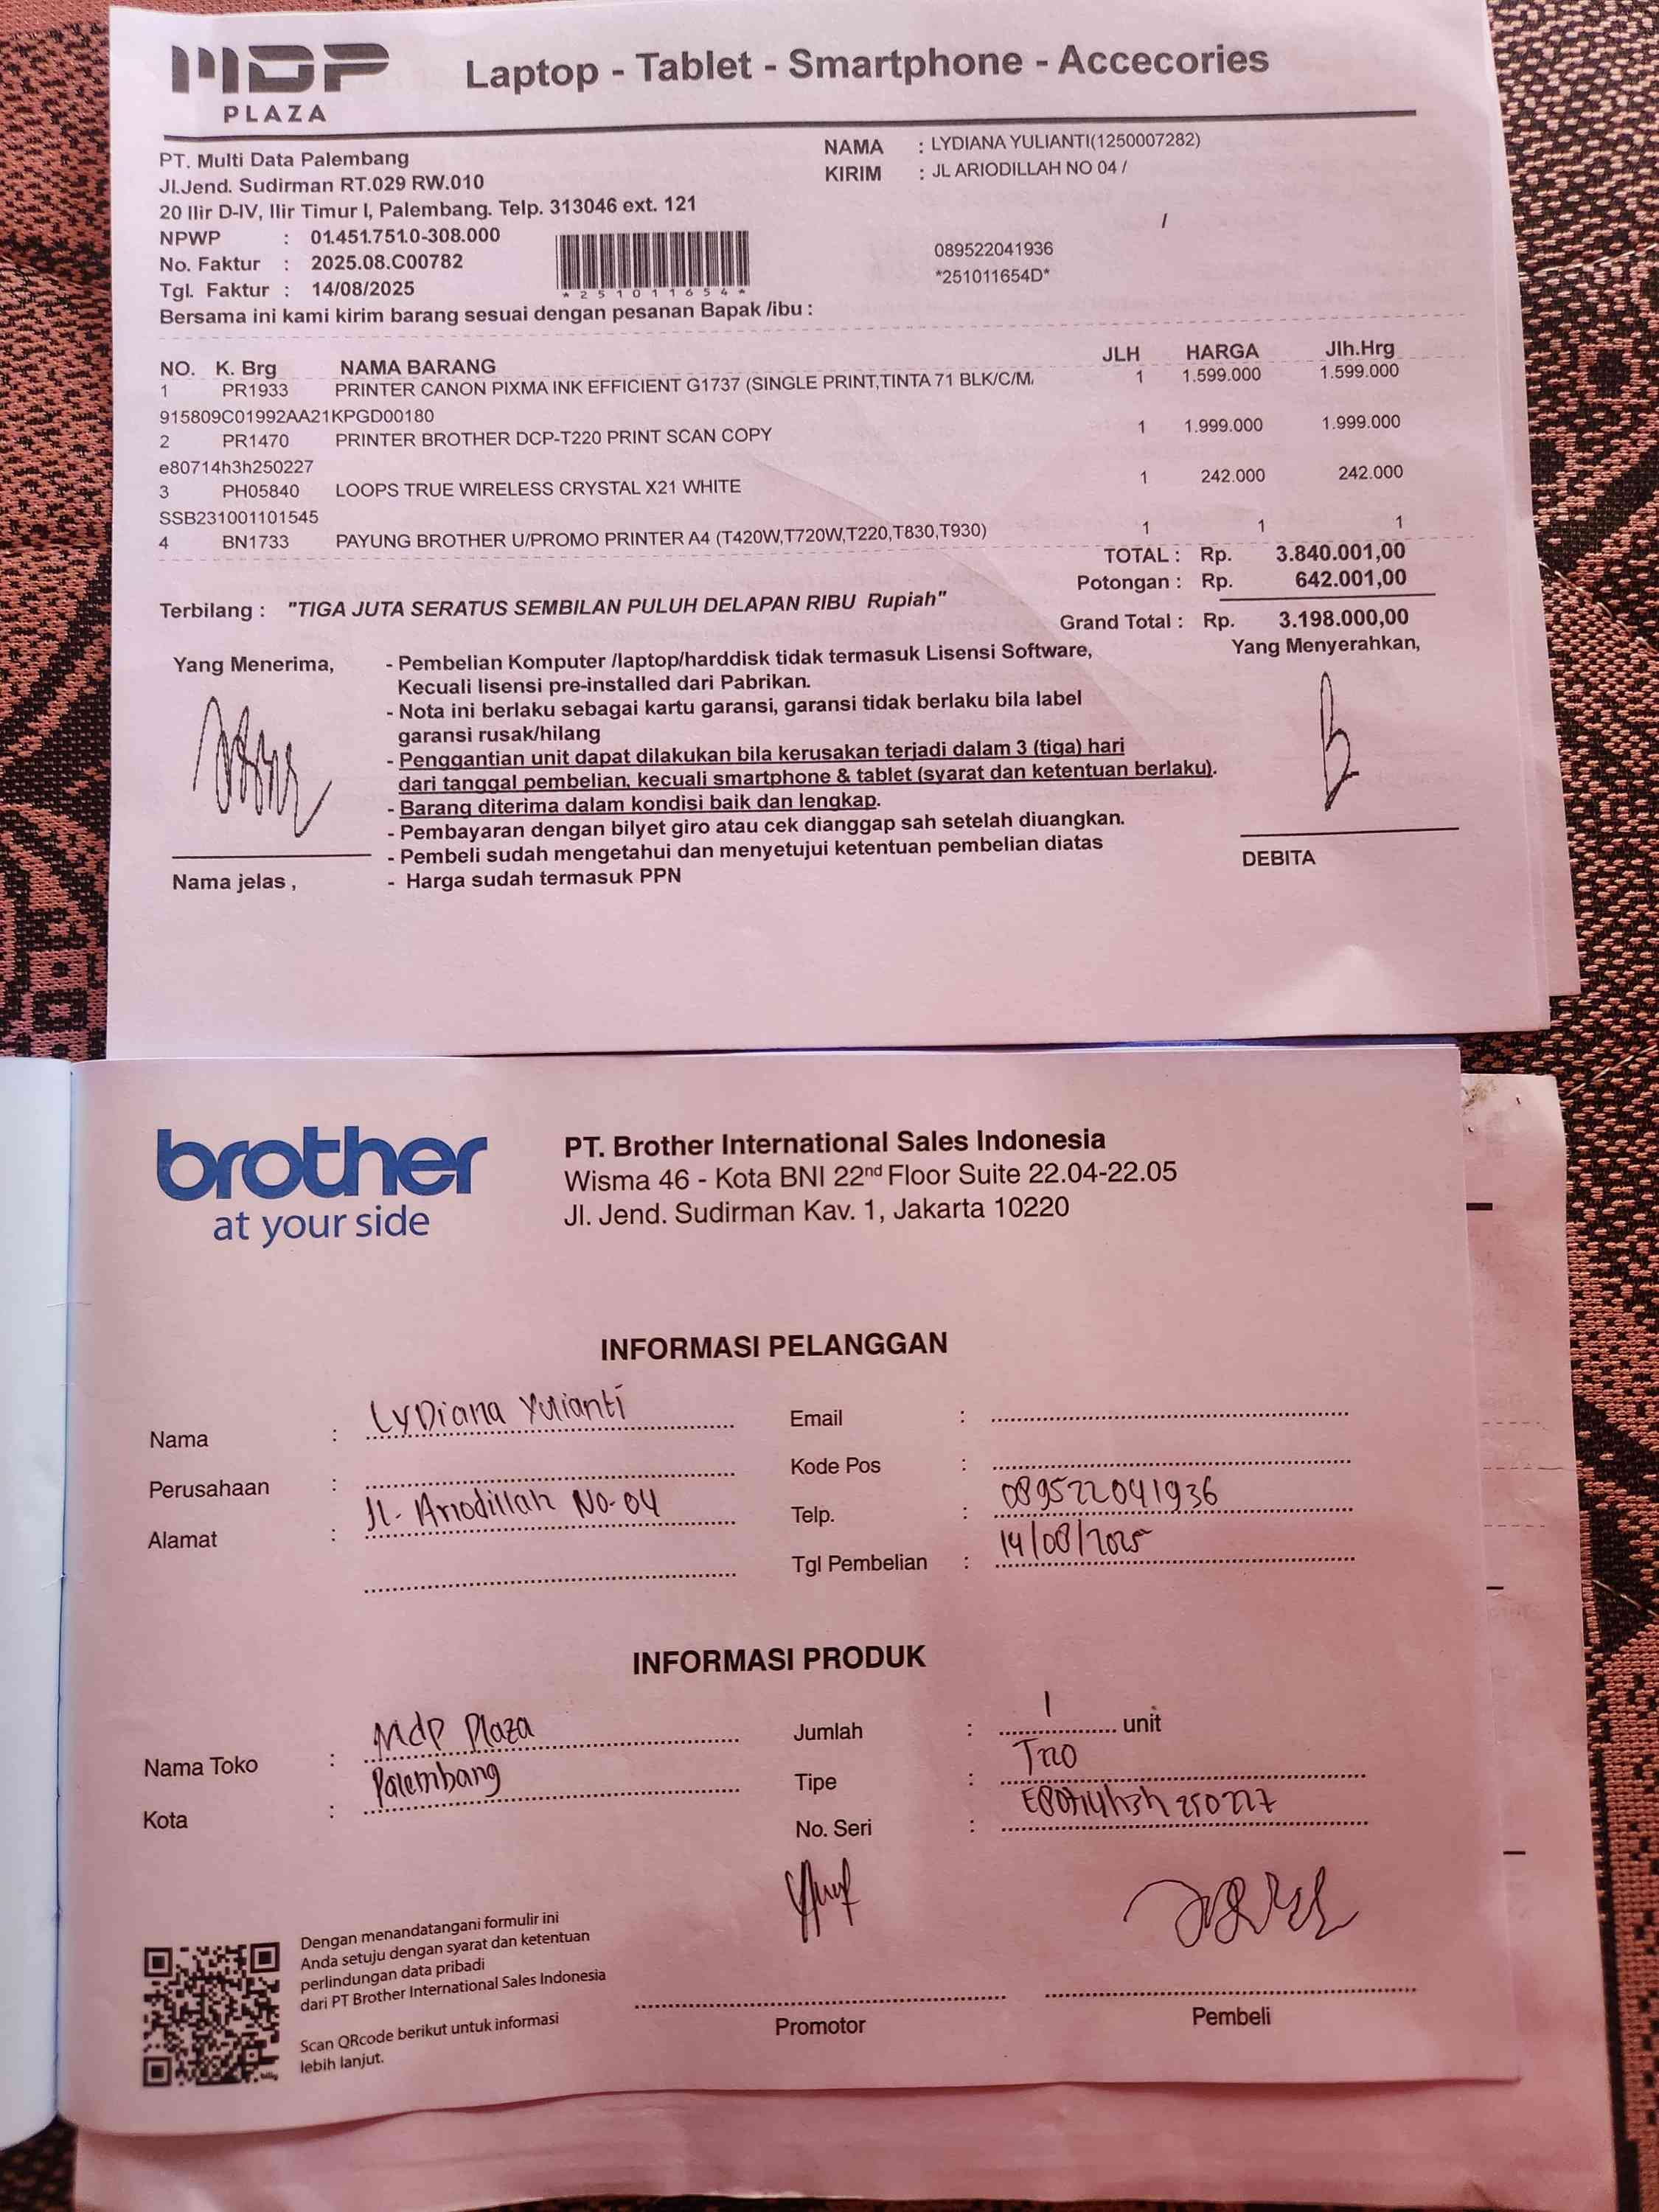 MDP
PLAZA
Laptop - Tablet - Smartphone - Accecories
PT. Multi Data Palembang
Jl.Jend. Sudirman RT.029 RW.010
20 Ilir D-IV, Ilir Timur I, Palembang. Telp. 313046 ext. 121
NPWP : 01.451.751.0-308.000
No. Faktur : 2025.08.C00782
Tgl. Faktur : 14/08/2025
*251011654*
NAMA : LYDIANA YULIANTI(1250007282)
KIRIM : JL ARIODILLAH NO 04 /
/
089522041936
*251011654D*
Bersama ini kami kirim barang sesuai dengan pesanan Bapak /ibu :
NO. K. Brg NAMA BARANG JLH HARGA Jlh.Hrg
1 PR1933 PRINTER CANON PIXMA INK EFFICIENT G1737 (SINGLE PRINT,TINTA 71 BLK/C/M, 1 1.599.000 1.599.000
915809C01992AA21KPGD00180
2 PR1470 PRINTER BROTHER DCP-T220 PRINT SCAN COPY 1 1.999.000 1.999.000
e80714h3h250227
3 PH05840 LOOPS TRUE WIRELESS CRYSTAL X21 WHITE 1 242.000 242.000
SSB231001101545
4 BN1733 PAYUNG BROTHER U/PROMO PRINTER A4 (T420W,T720W,T220,T830,T930) 1 1 1
TOTAL : Rp. 3.840.001,00
Potongan : Rp. 642.001,00
Terbilang : "TIGA JUTA SERATUS SEMBILAN PULUH DELAPAN RIBU Rupiah"
Grand Total : Rp. 3.198.000,00
Yang Menerima,
- Pembelian Komputer /laptop/harddisk tidak termasuk Lisensi Software,
Kecuali lisensi pre-installed dari Pabrikan.
- Nota ini berlaku sebagai kartu garansi, garansi tidak berlaku bila label
garansi rusak/hilang
- Penggantian unit dapat dilakukan bila kerusakan terjadi dalam 3 (tiga) hari
dari tanggal pembelian, kecuali smartphone & tablet (syarat dan ketentuan berlaku).
- Barang diterima dalam kondisi baik dan lengkap.
- Pembayaran dengan bilyet giro atau cek dianggap sah setelah diuangkan.
- Pembeli sudah mengetahui dan menyetujui ketentuan pembelian diatas
- Harga sudah termasuk PPN
Yang Menyerahkan,
DEBITA
Nama jelas ,
brother
at your side
PT. Brother International Sales Indonesia
Wisma 46 - Kota BNI 22nd Floor Suite 22.04-22.05
Jl. Jend. Sudirman Kav. 1, Jakarta 10220
INFORMASI PELANGGAN
Nama : LyDiana Yulianti
Perusahaan :
Alamat : Jl. Ariodillah No-04
Email :
Kode Pos :
Telp. : 089522041936
Tgl Pembelian : 14/08/2025
INFORMASI PRODUK
Nama Toko : Mdp Plaza
Kota : Palembang
Jumlah : 1 unit
Tipe : T220
No. Seri : E80714h3h250227
Dengan menandatangani formulir ini
Anda setuju dengan syarat dan ketentuan
perlindungan data pribadi
dari PT Brother International Sales Indonesia
Scan QRcode berikut untuk informasi
lebih lanjut.
Promotor
Pembeli